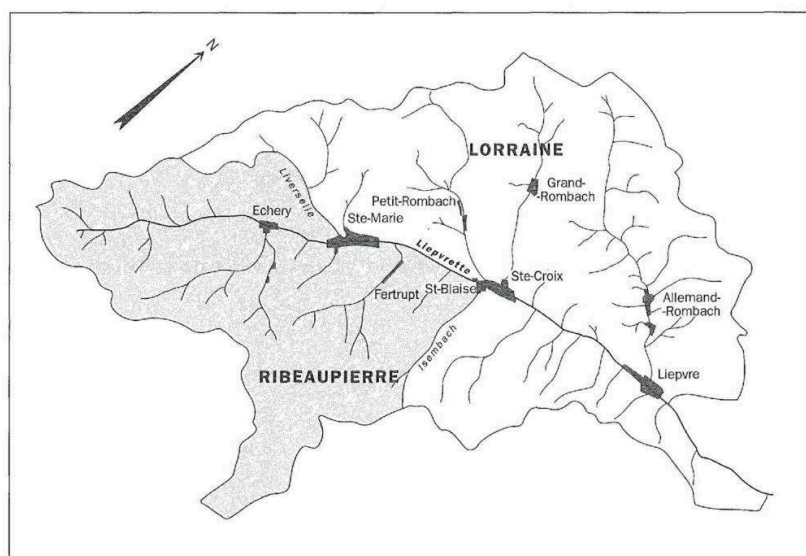 N
LORRAINE
Liverselle
Petit-Rombach
Grand-
-Rombach
Echery
Ste-Marie
Liepvrette
Ste-Croix
St-Blaise
Fertrupt
Allemand-
-Rombach
Isembach
RIBEAUPIERRE
Liepvre